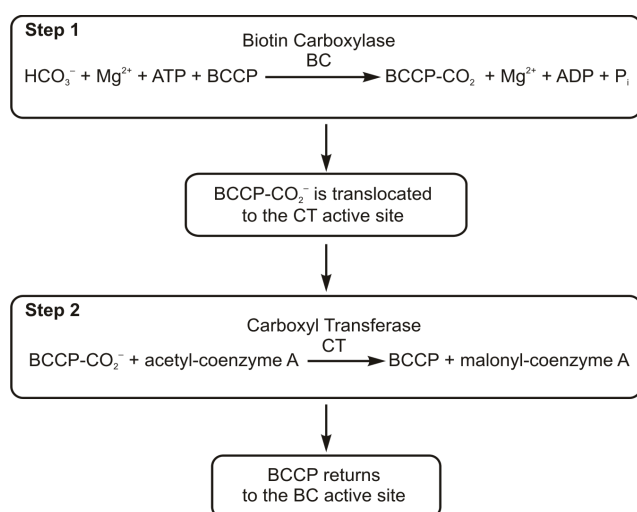 Step 1
Biotin Carboxylase
BC
HCO₃⁻ + Mg²⁺ + ATP + BCCP → BCCP-CO₂ + Mg²⁺ + ADP + Pᵢ
BCCP-CO₂⁻ is translocated
to the CT active site
Step 2
Carboxyl Transferase
CT
BCCP-CO₂⁻ + acetyl-coenzyme A → BCCP + malonyl-coenzyme A
BCCP returns
to the BC active site